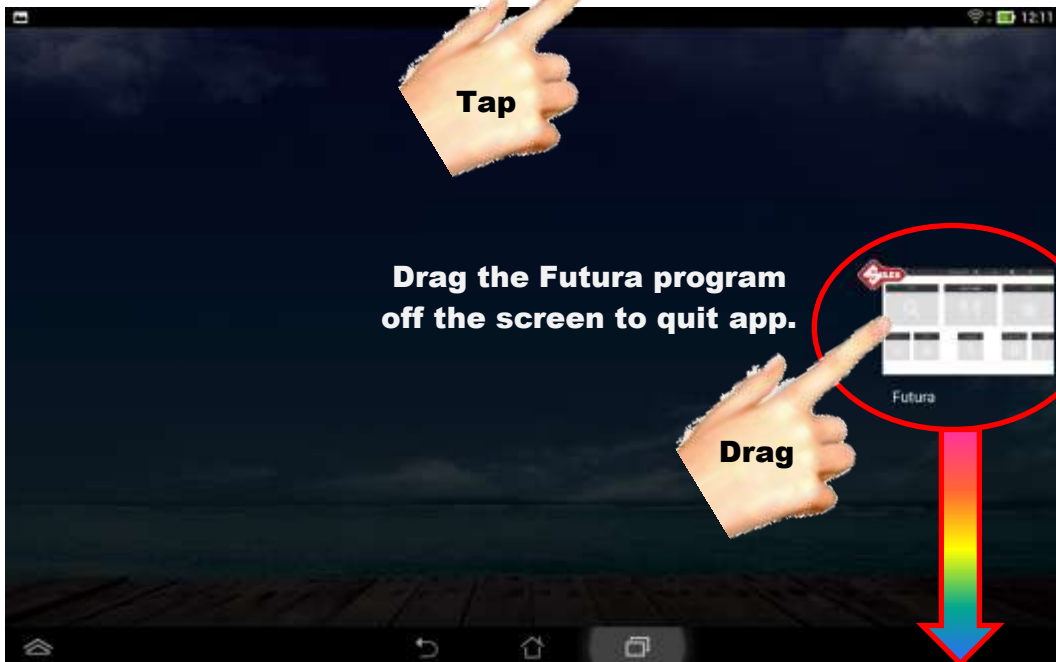 12:11
Tap
Drag the Futura program
off the screen to quit app.
Futura
Drag